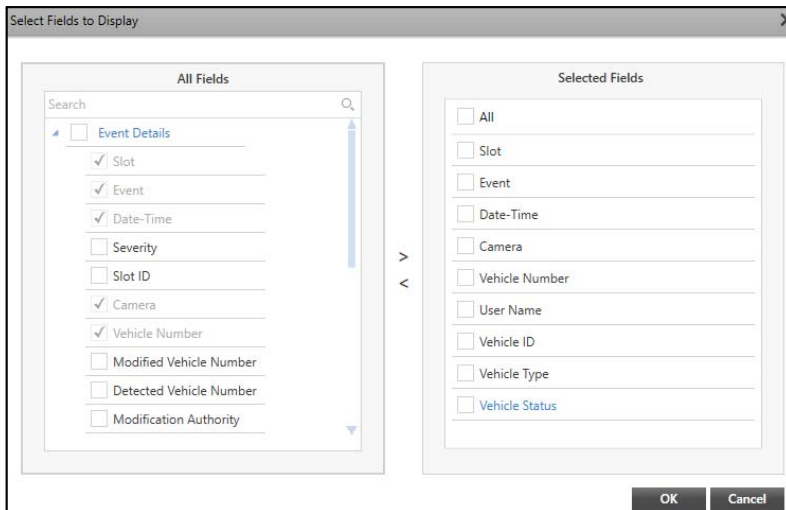 Select Fields to Display
All Fields
Search
Event Details
Slot
Event
Date-Time
Severity
Slot ID
Camera
Vehicle Number
Modified Vehicle Number
Detected Vehicle Number
Modification Authority
>
<
Selected Fields
All
Slot
Event
Date-Time
Camera
Vehicle Number
User Name
Vehicle ID
Vehicle Type
Vehicle Status
OK
Cancel